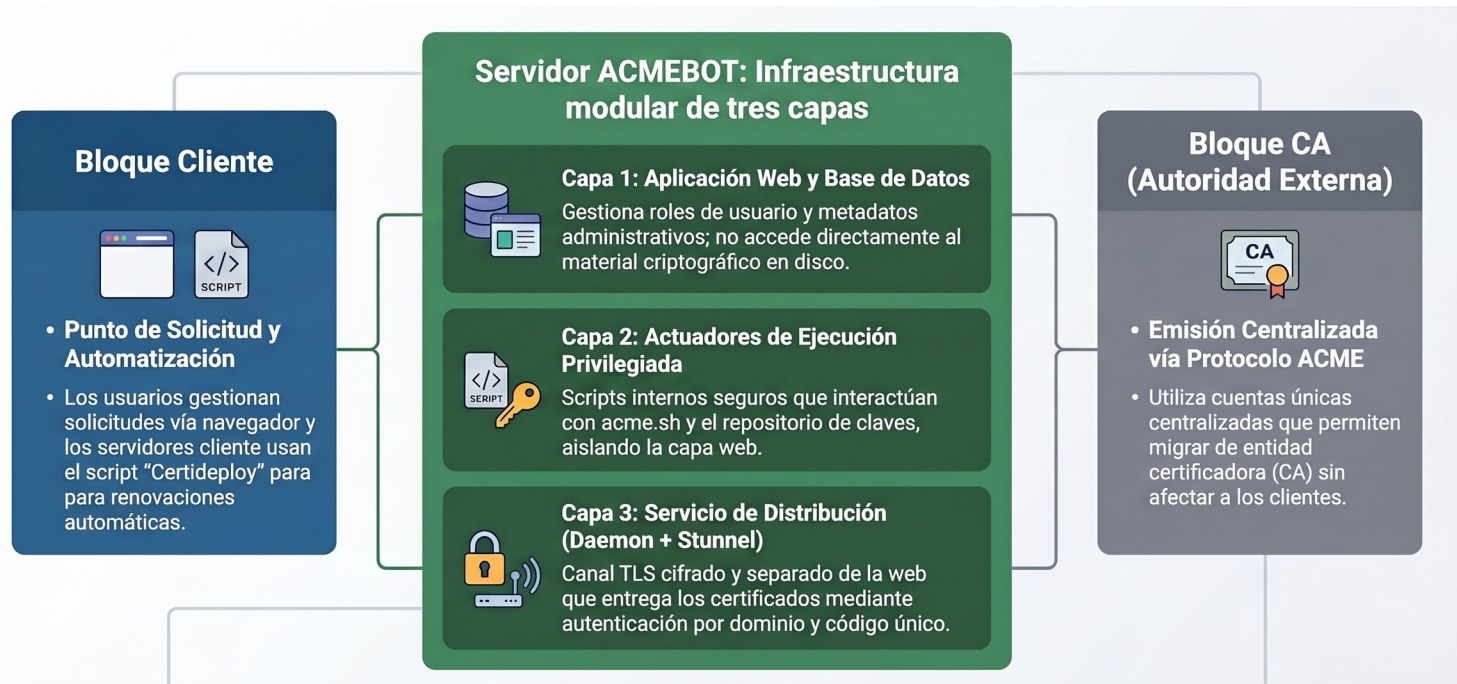 Servidor ACMEBOT: Infraestructura
modular de tres capas
Bloque Cliente
SCRIPT
• Punto de Solicitud y
Automatización
• Los usuarios gestionan
solicitudes vía navegador y
los servidores cliente usan
el script “Certideploy” para
para renovaciones
automáticas.
Capa 1: Aplicación Web y Base de Datos
Gestiona roles de usuario y metadatos
administrativos; no accede directamente al
material criptográfico en disco.
Capa 2: Actuadores de Ejecución
Privilegiada
SERIPT
Scripts internos seguros que interactúan
con acme.sh y el repositorio de claves,
aislando la capa web.
Capa 3: Servicio de Distribución
(Daemon + Stunnel)
Canal TLS cifrado y separado de la web
que entrega los certificados mediante
autenticación por dominio y código único.
Bloque CA
(Autoridad Externa)
CA
• Emisión Centralizada
vía Protocolo ACME
• Utiliza cuentas únicas
centralizadas que permiten
migrar de entidad
certificadora (CA) sin
afectar a los clientes.